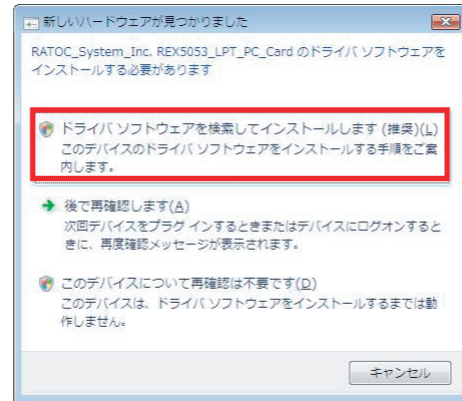 新しいハードウェアが見つかりました
RATOC_System_Inc. REX5053_LPT_PC_Card のドライバ ソフトウェアを
インストールする必要があります
ドライバ ソフトウェアを検索してインストールします (推奨)(L)
このデバイスのドライバ ソフトウェアをインストールする手順をご案
内します。
後で再確認します(A)
次回デバイスをプラグ インするときまたはデバイスにログオンすると
きに、再度確認メッセージが表示されます。
このデバイスについて再確認は不要です(D)
このデバイスは、ドライバ ソフトウェアをインストールするまでは動
作しません。
キャンセル